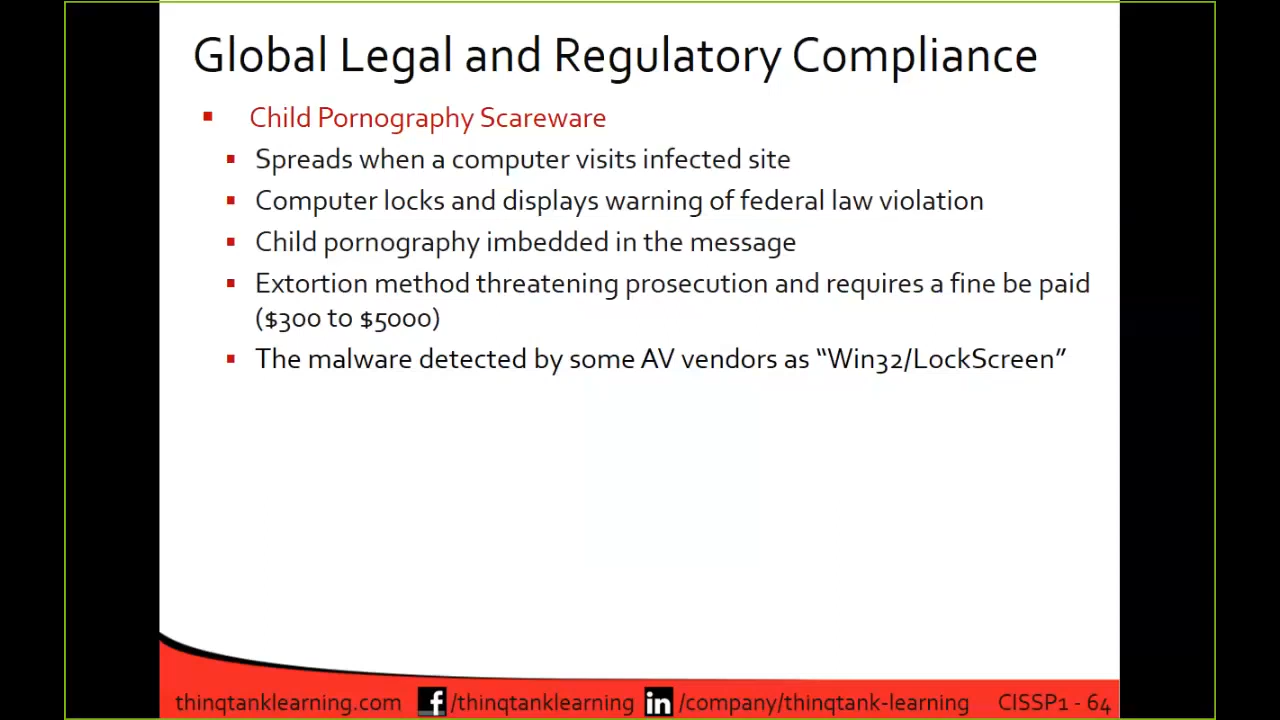 Global Legal and Regulatory Compliance
Child Pornography Scareware
Spreads when a computer visits infected site
Computer locks and displays warning of federal law violation
Child pornography imbedded in the message
Extortion method threatening prosecution and requires a fine be paid
($300 to $5000)
The malware detected by some AV vendors as “Win32/LockScreen”
thinqtanklearning.com f /thinqtanklearning in /company/thinqtank-learning CISSP1 - 64